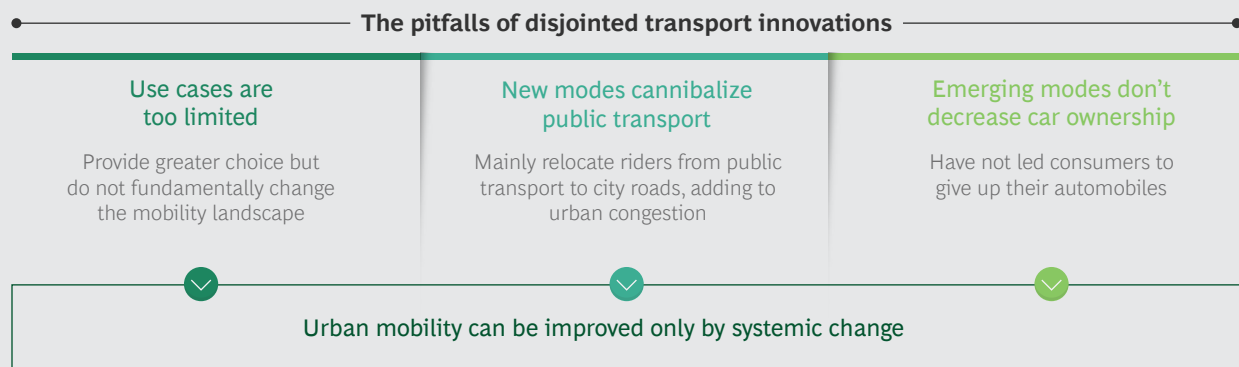 The pitfalls of disjointed transport innovations
Use cases are
too limited
Provide greater choice but
do not fundamentally change
the mobility landscape
New modes cannibalize
public transport
Mainly relocate riders from public
transport to city roads, adding to
urban congestion
Emerging modes don’t
decrease car ownership
Have not led consumers to
give up their automobiles
Urban mobility can be improved only by systemic change